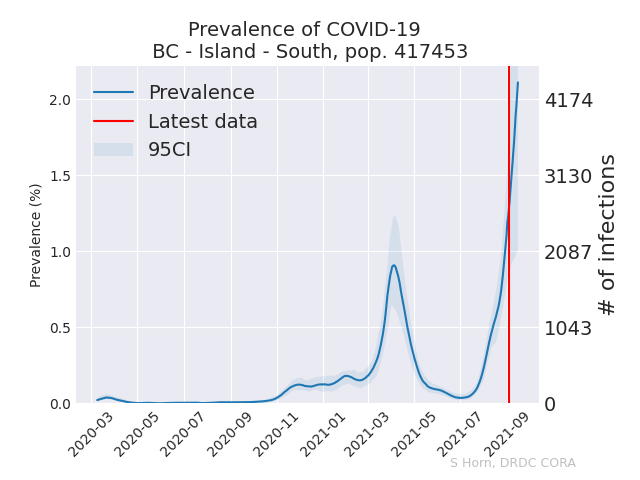 Prevalence of COVID-19
BC - Island - South, pop. 417453
Prevalence
Latest data
95CI
Prevalence (%)
2.0
1.5
1.0
0.5
0.0
4174
3130
2087
1043
0
# of infections
2020-03
2020-05
2020-07
2020-09
2020-11
2021-01
2021-03
2021-05
2021-07
2021-09
S Horn, DRDC CORA